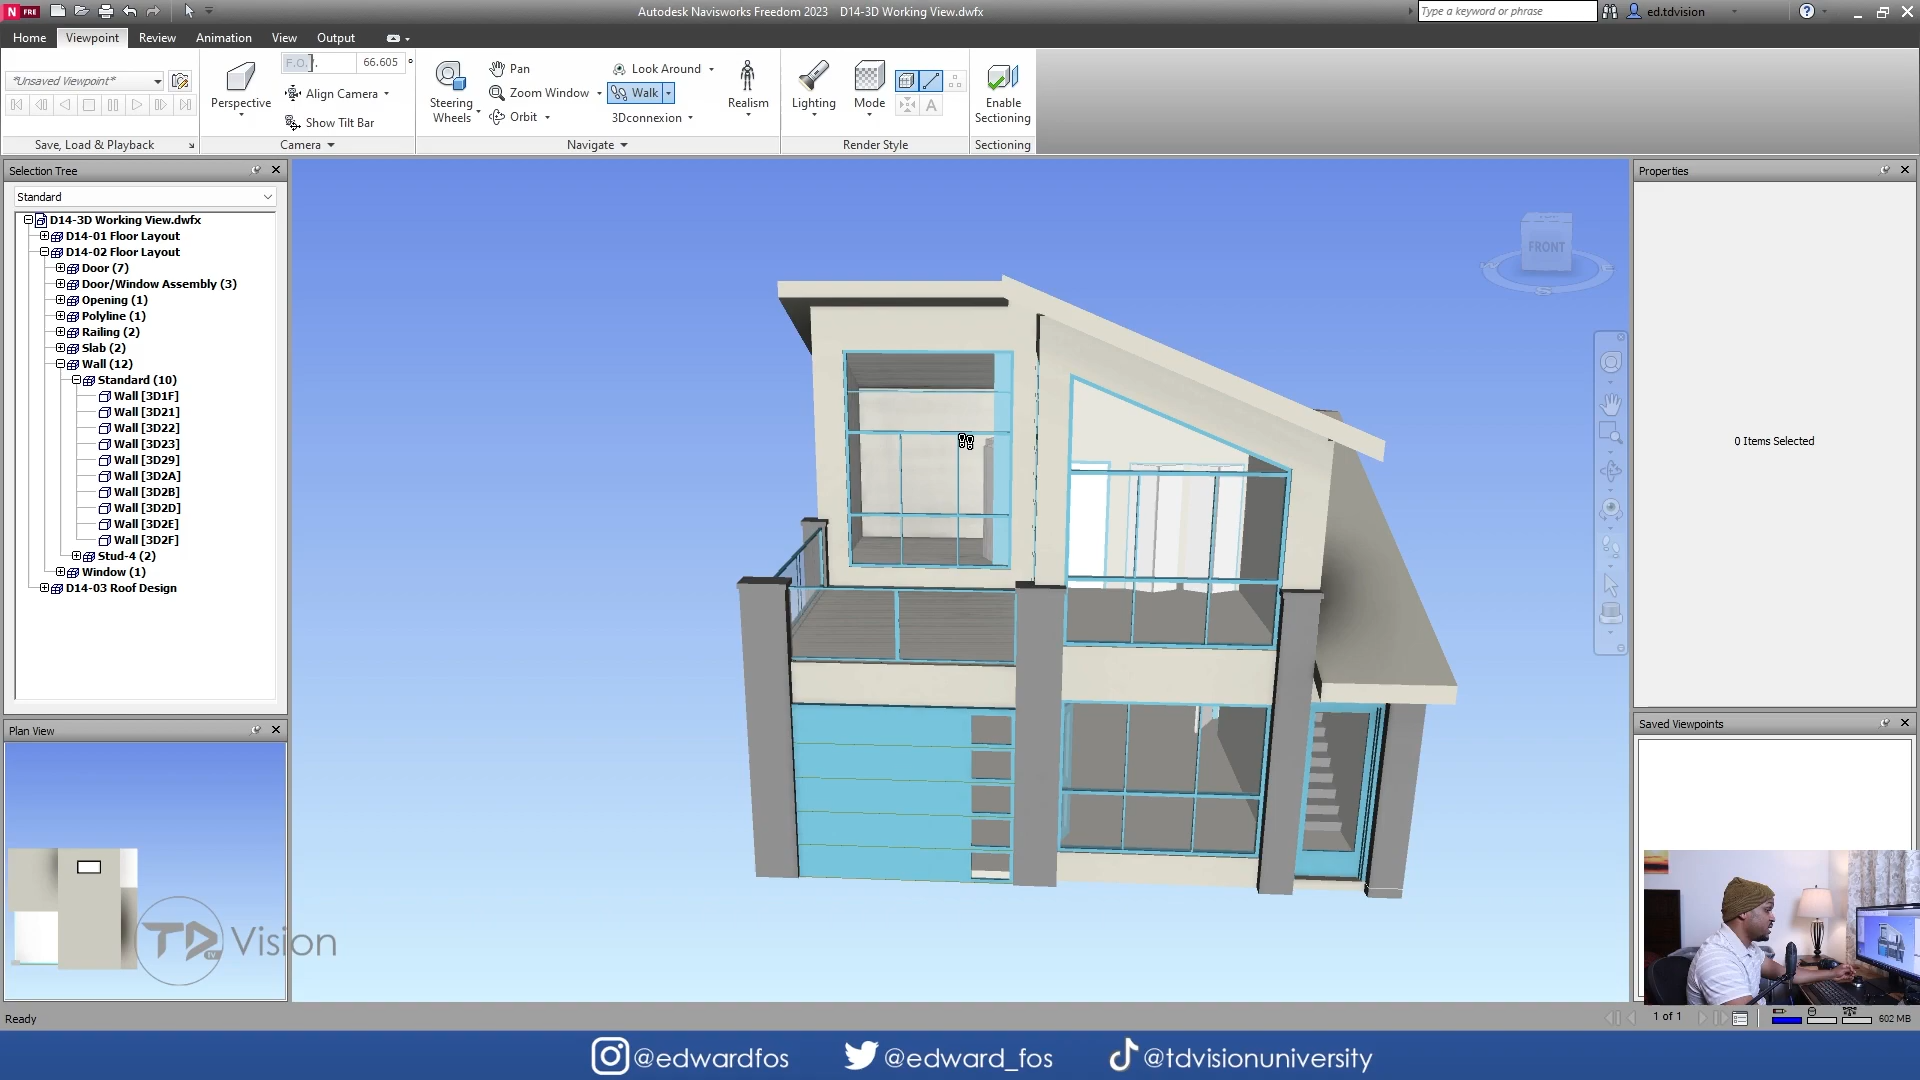 N FRE
Autodesk Navisworks Freedom 2023 D14-3D Working View.dwfx
Type a keyword or phrase
ed.tdvision
Home Viewpoint Review Animation View Output
*Unsaved Viewpoint*
Save, Load & Playback
Perspective
F.O.V.
66.605 °
Align Camera
Show Tilt Bar
Camera
Steering
Wheels
Pan
Zoom Window
Orbit
Look Around
Walk
3Dconnexion
Realism
Navigate
Lighting
Mode
Render Style
Enable
Sectioning
Sectioning
Selection Tree
Standard
D14-3D Working View.dwfx
D14-01 Floor Layout
D14-02 Floor Layout
Door (7)
Door/Window Assembly (3)
Opening (1)
Polyline (1)
Railing (2)
Slab (2)
Wall (12)
Standard (10)
Wall [3D1F]
Wall [3D21]
Wall [3D22]
Wall [3D23]
Wall [3D29]
Wall [3D2A]
Wall [3D2B]
Wall [3D2D]
Wall [3D2E]
Wall [3D2F]
Stud-4 (2)
Window (1)
D14-03 Roof Design
Plan View
TD Vision
TV
FRONT
S
Properties
0 Items Selected
Saved Viewpoints
Ready
1 of 1
602 MB
@edwardfos @edward_fos @tdvisionuniversity